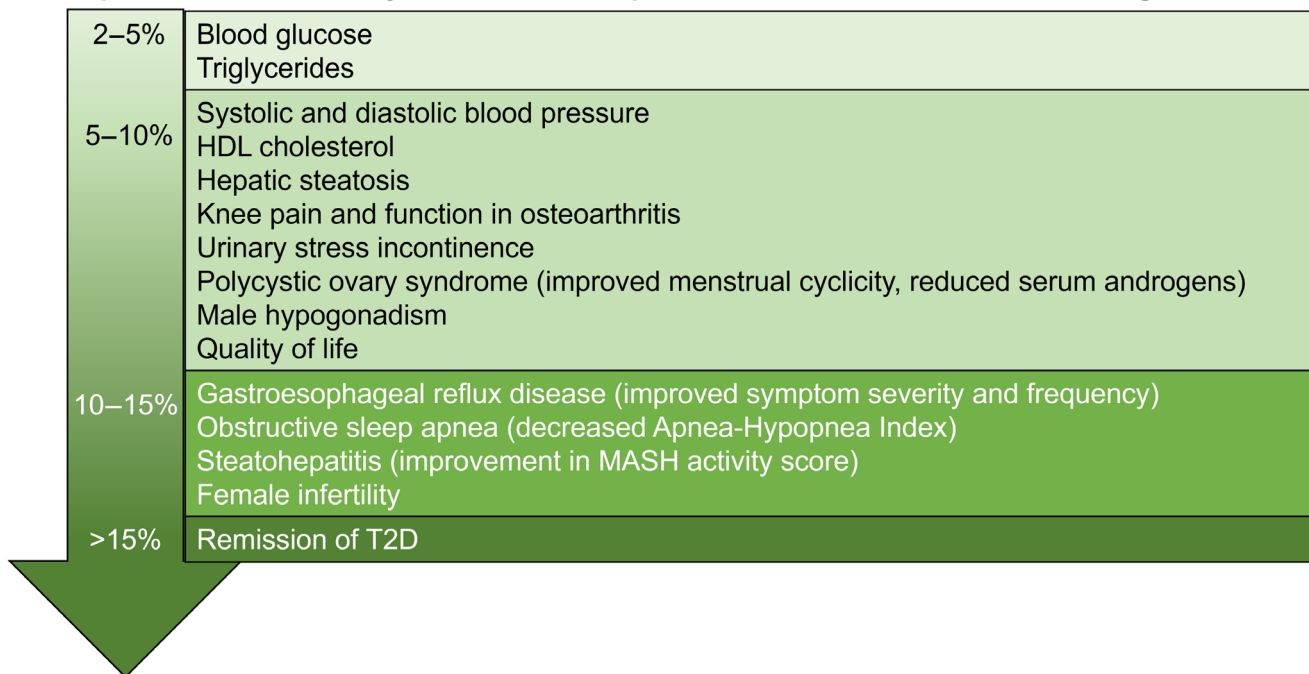 2–5%
Blood glucose
Triglycerides
5–10%
Systolic and diastolic blood pressure
HDL cholesterol
Hepatic steatosis
Knee pain and function in osteoarthritis
Urinary stress incontinence
Polycystic ovary syndrome (improved menstrual cyclicity, reduced serum androgens)
Male hypogonadism
Quality of life
10–15%
Gastroesophageal reflux disease (improved symptom severity and frequency)
Obstructive sleep apnea (decreased Apnea-Hypopnea Index)
Steatohepatitis (improvement in MASH activity score)
Female infertility
>15%
Remission of T2D